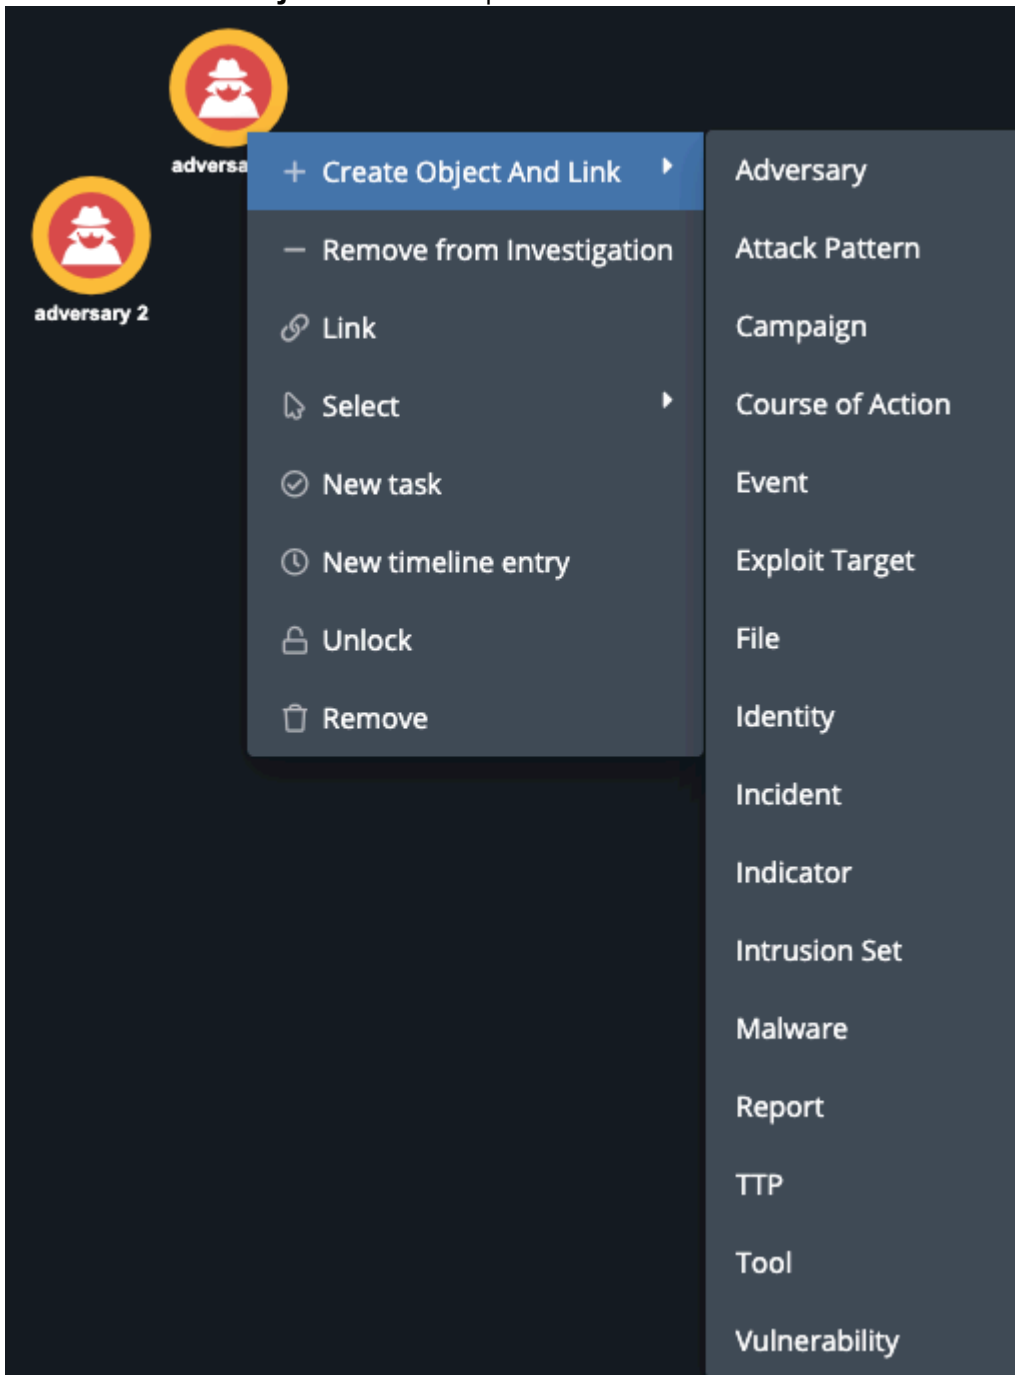 adversa
adversary 2
Create Object And Link
Remove from Investigation
Link
Select
New task
New timeline entry
Unlock
Remove
Adversary
Attack Pattern
Campaign
Course of Action
Event
Exploit Target
File
Identity
Incident
Indicator
Intrusion Set
Malware
Report
TTP
Tool
Vulnerability